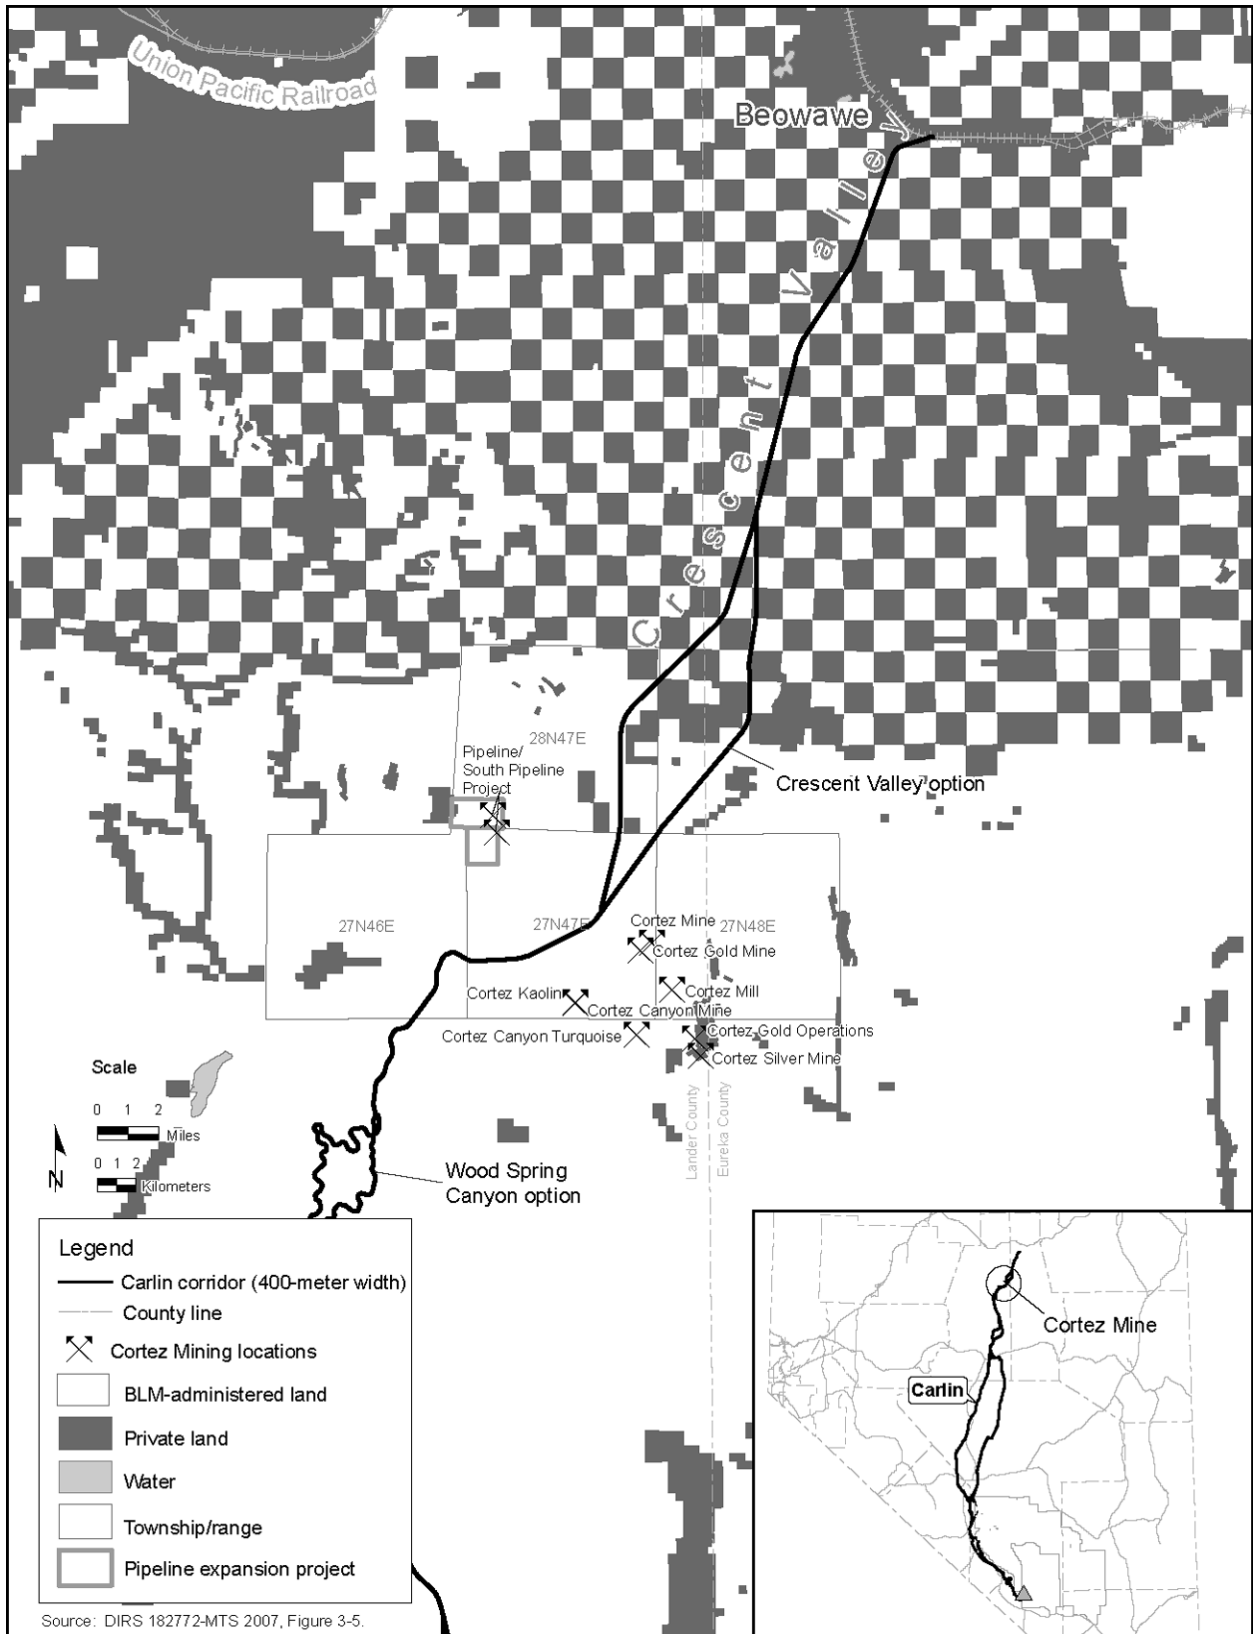 Union Pacific Railroad
Beowawe
Crescent Valley
28N47E
Pipeline/
South Pipeline
Project
Crescent Valley option
27N46E
27N47E
27N48E
Cortez Mine
Cortez Gold Mine
Cortez Kaolin
Cortez Mill
Cortez Canyon Mine
Cortez Canyon Turquoise
Cortez Gold Operations
Cortez Silver Mine
Lander County
Eureka County
Scale
0 1 2
Miles
0 1 2
Kilometers
N
Wood Spring
Canyon option
Legend
Carlin corridor (400-meter width)
County line
Cortez Mining locations
BLM-administered land
Private land
Water
Township/range
Pipeline expansion project
Source: DIRS 182772-MTS 2007, Figure 3-5.
Cortez Mine
Carlin